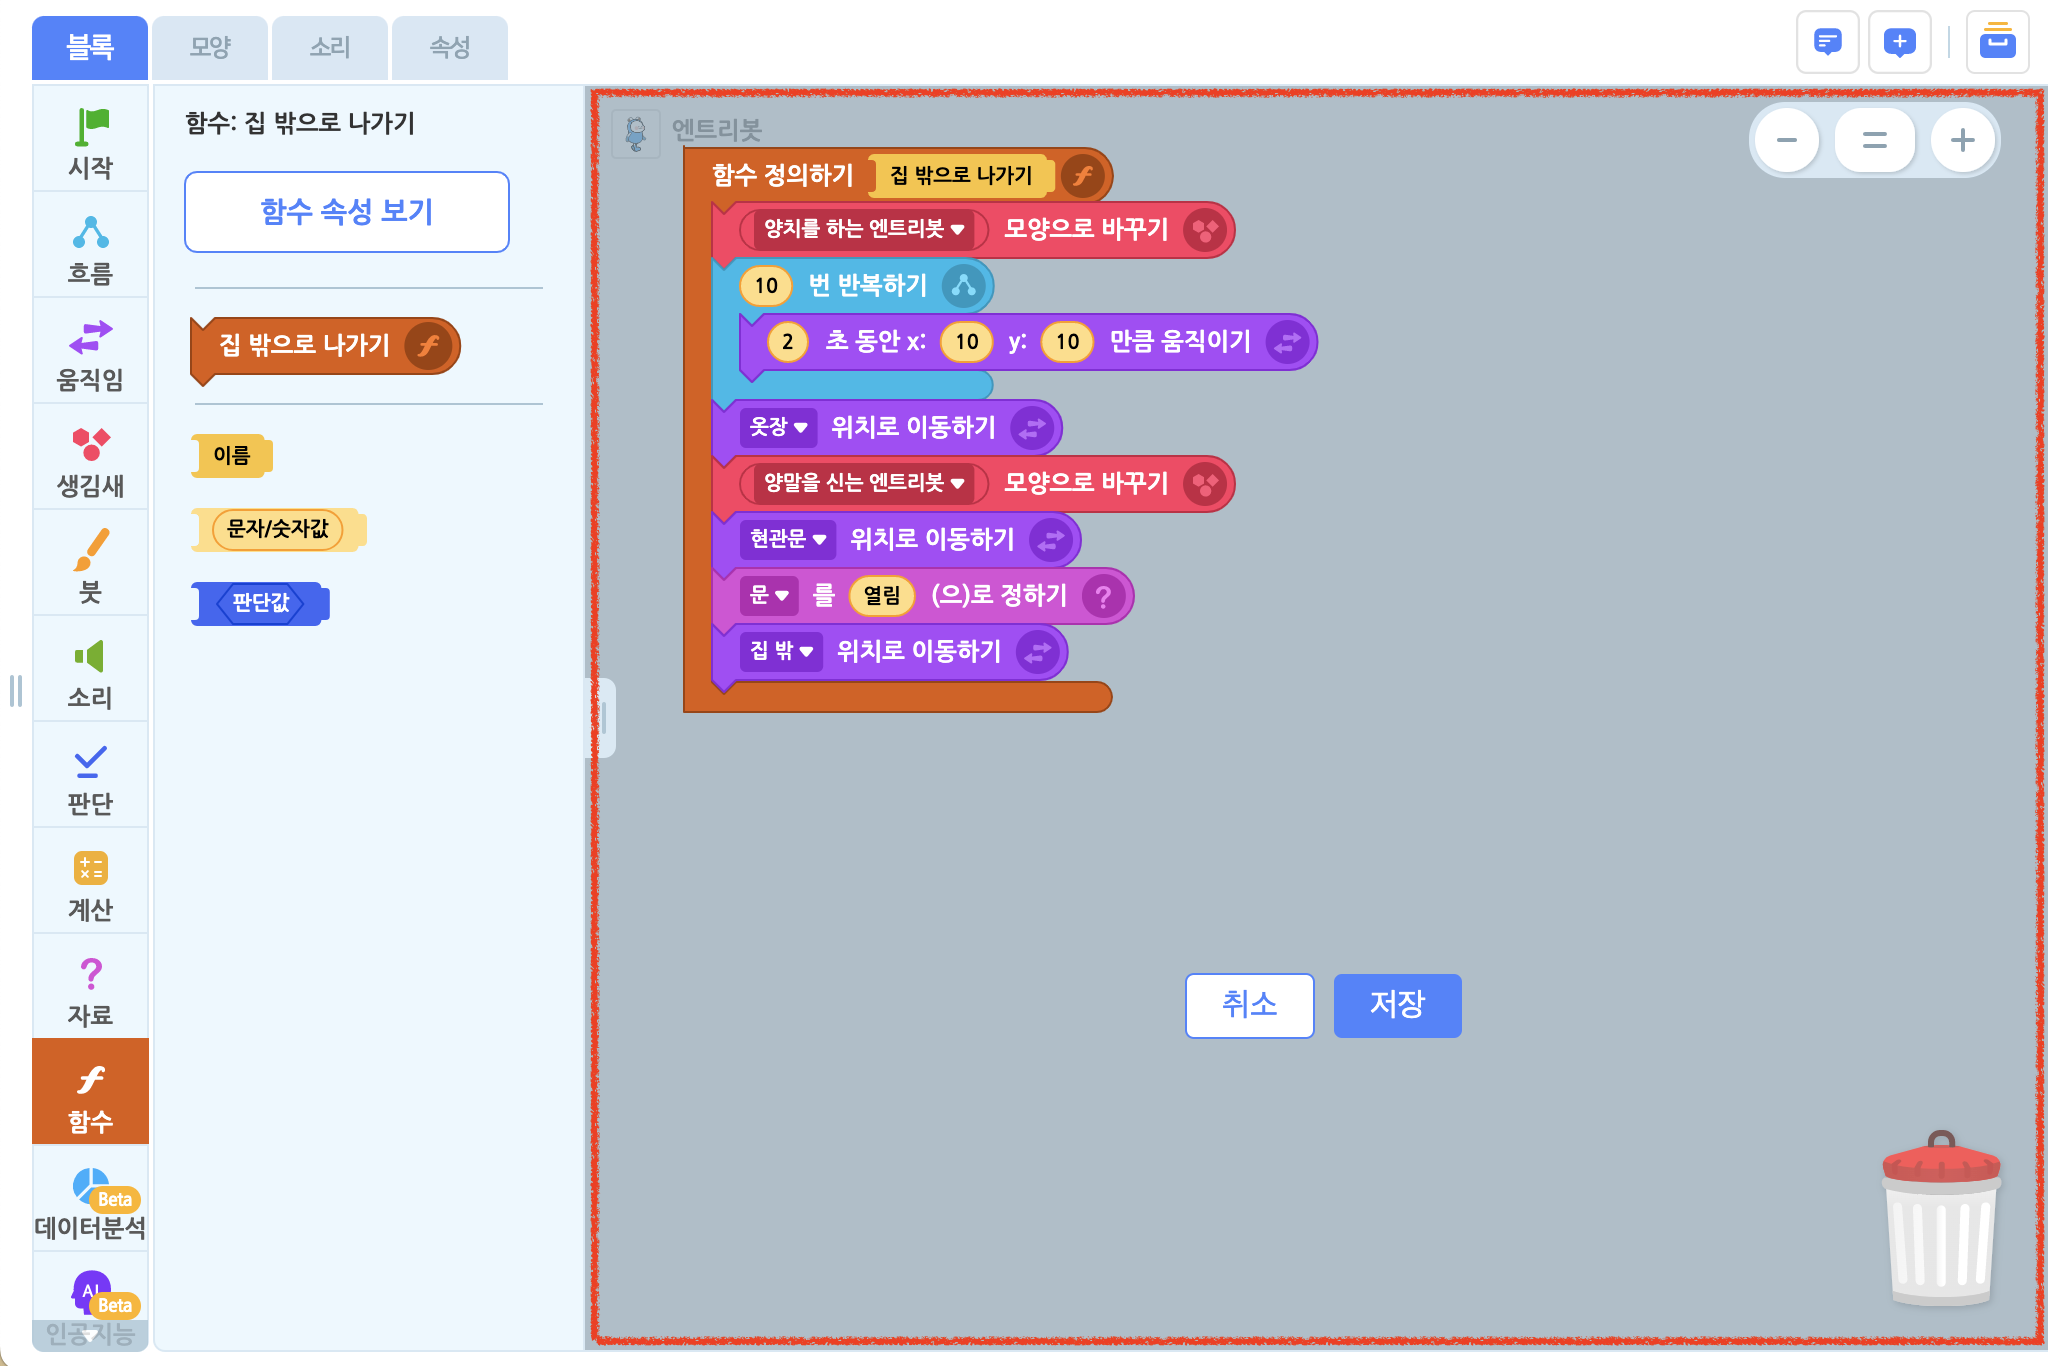 블록
모양
소리
속성
시작
흐름
움직임
생김새
붓
소리
판단
계산
자료
함수
Beta
데이터분석
AI
Beta
인공지능
함수: 집 밖으로 나가기
함수 속성 보기
집 밖으로 나가기
이름
문자/숫자값
판단값
엔트리봇
함수 정의하기 집 밖으로 나가기
양치를 하는 엔트리봇 모양으로 바꾸기
10 번 반복하기
2 초 동안 x: 10 y: 10 만큼 움직이기
옷장 위치로 이동하기
양말을 신는 엔트리봇 모양으로 바꾸기
현관문 위치로 이동하기
문 를 열림 (으)로 정하기
집 밖 위치로 이동하기
취소
저장